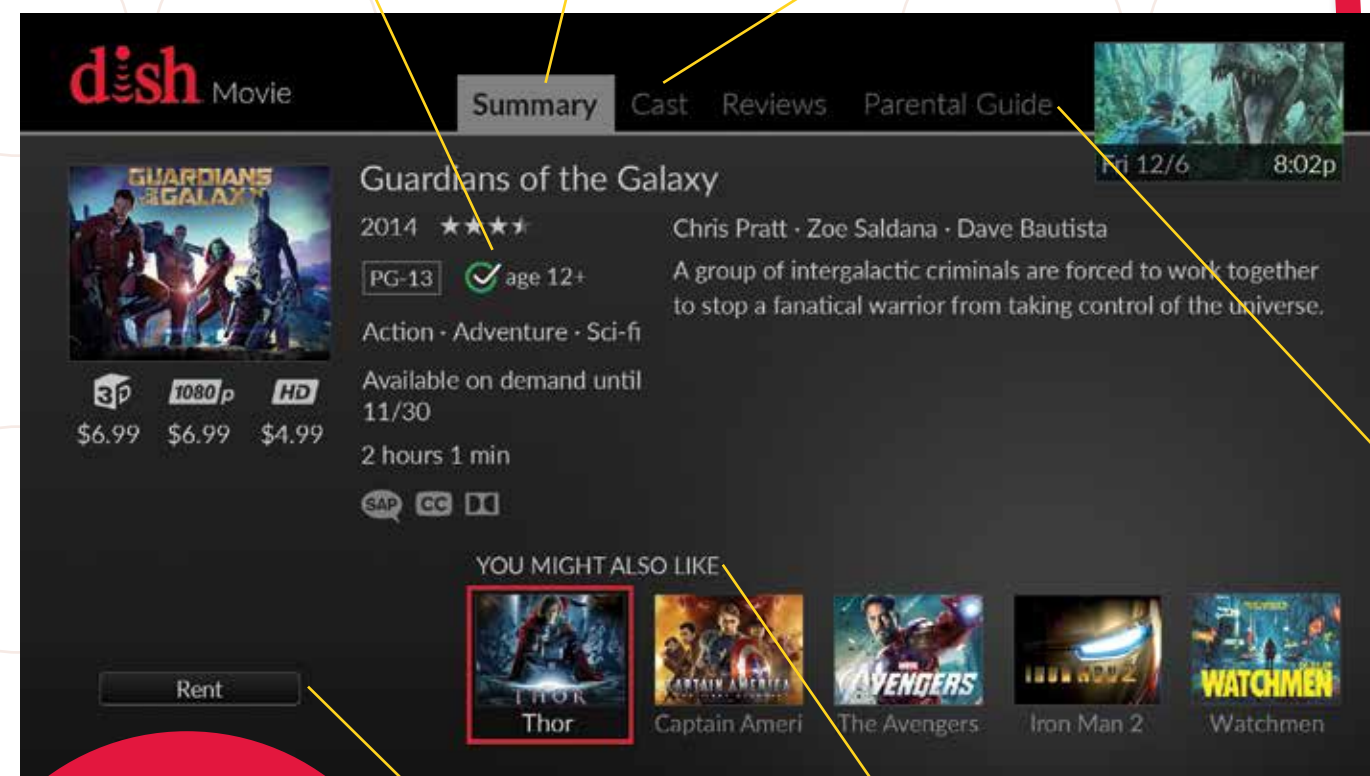 dish Movie
Summary Cast Reviews Parental Guide
Fri 12/6 8:02p
GUARDIANS
OF THE GALAXY
Guardians of the Galaxy
2014
Chris Pratt · Zoe Saldana · Dave Bautista
PG-13 age 12+
A group of intergalactic criminals are forced to work together
to stop a fanatical warrior from taking control of the universe.
Action · Adventure · Sci-fi
3D 1080p HD
$6.99 $6.99 $4.99
Available on demand until
11/30
2 hours 1 min
SAP CC
YOU MIGHT ALSO LIKE
THOR
CAPTAIN AMERICA
MARVEL
AVENGERS
IRON MAN 2
WATCHMEN
Rent
Thor Captain Ameri The Avengers Iron Man 2 Watchmen